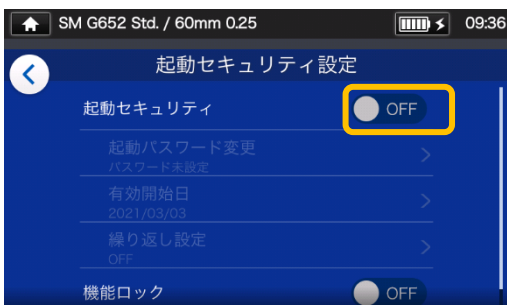 SM G652 Std. / 60mm 0.25 09:36
起動セキュリティ設定
起動セキュリティ OFF
起動パスワード変更
パスワード未設定
有効開始日
2021/03/03
繰り返し設定
OFF
機能ロック OFF